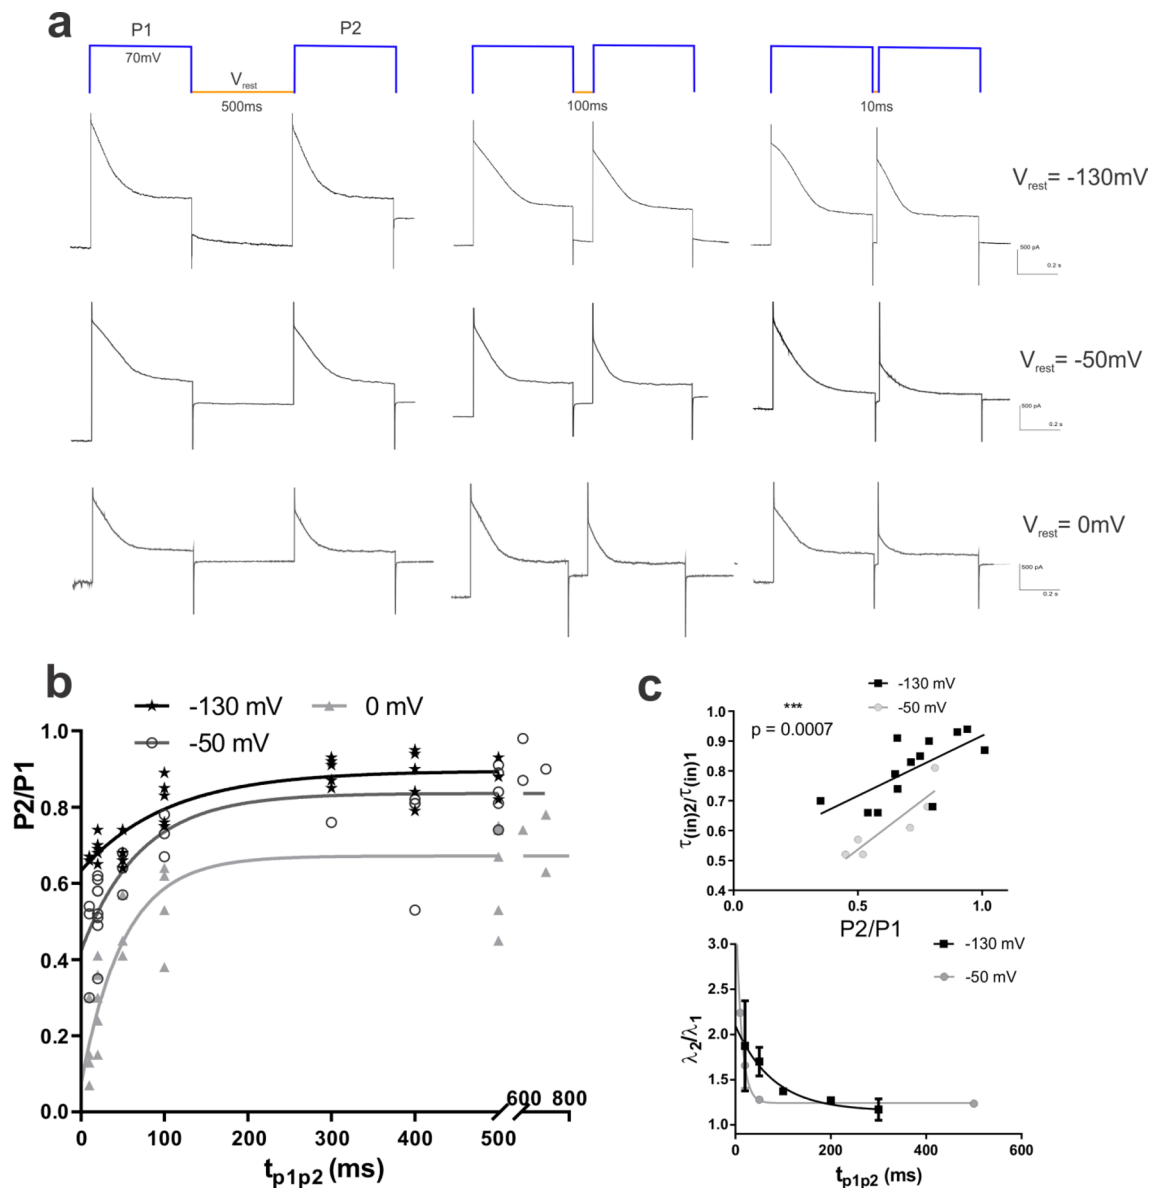 a
P1
P2
70mV
V_rest
500ms
100ms
10ms
V_rest= -130mV
500 pA
0.2 s
V_rest= -50mV
500 pA
0.2 s
V_rest= 0mV
500 pA
0.2 s
b
-130 mV
0 mV
-50 mV
P2/P1
1.0
0.8
0.6
0.4
0.2
0.0
0
100
200
300
400
500
600
800
t_p1p2 (ms)
c
-130 mV
-50 mV
***
p = 0.0007
τ_(in)2/τ_(in)1
1.0
0.9
0.8
0.7
0.6
0.5
0.4
0.0
0.5
1.0
P2/P1
-130 mV
-50 mV
λ_2/λ_1
3.0
2.5
2.0
1.5
1.0
0
200
400
600
t_p1p2 (ms)